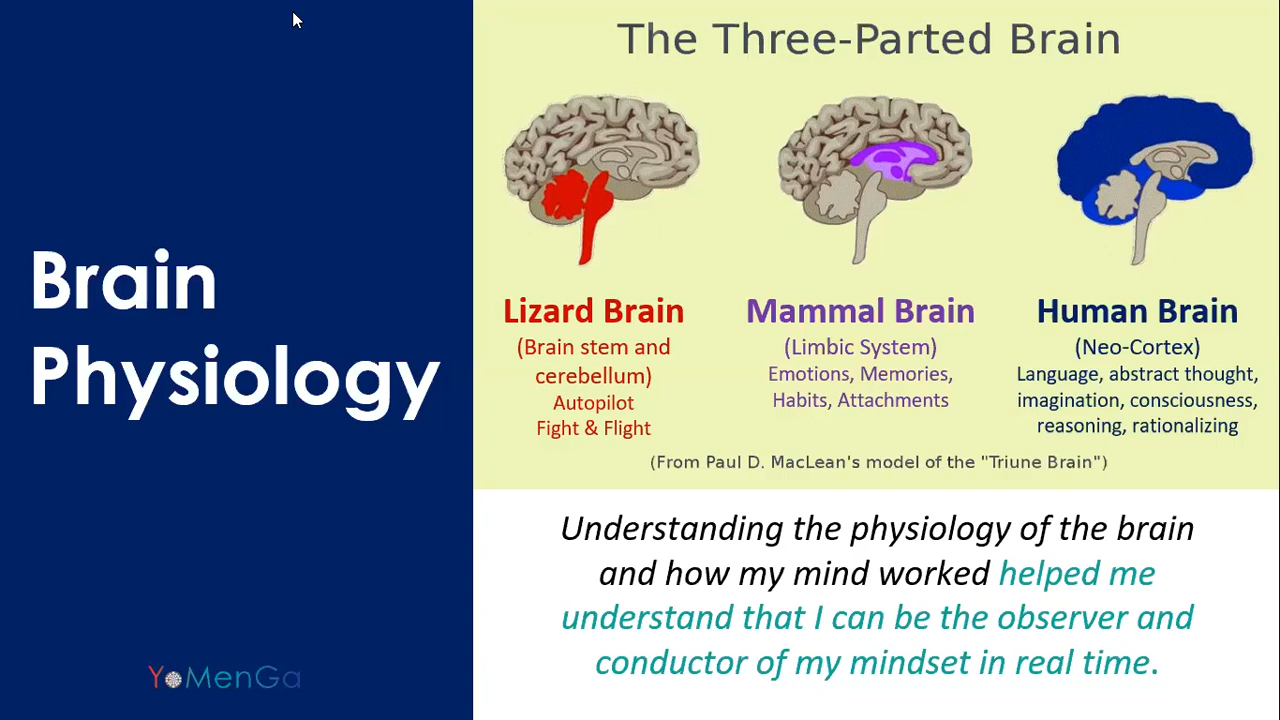 Brain
Physiology
YoMenGa
The Three-Parted Brain
Lizard Brain
(Brain stem and
cerebellum)
Autopilot
Fight & Flight
Mammal Brain
(Limbic System)
Emotions, Memories,
Habits, Attachments
Human Brain
(Neo-Cortex)
Language, abstract thought,
imagination, consciousness,
reasoning, rationalizing
(From Paul D. MacLean's model of the "Triune Brain")
Understanding the physiology of the brain
and how my mind worked helped me
understand that I can be the observer and
conductor of my mindset in real time.